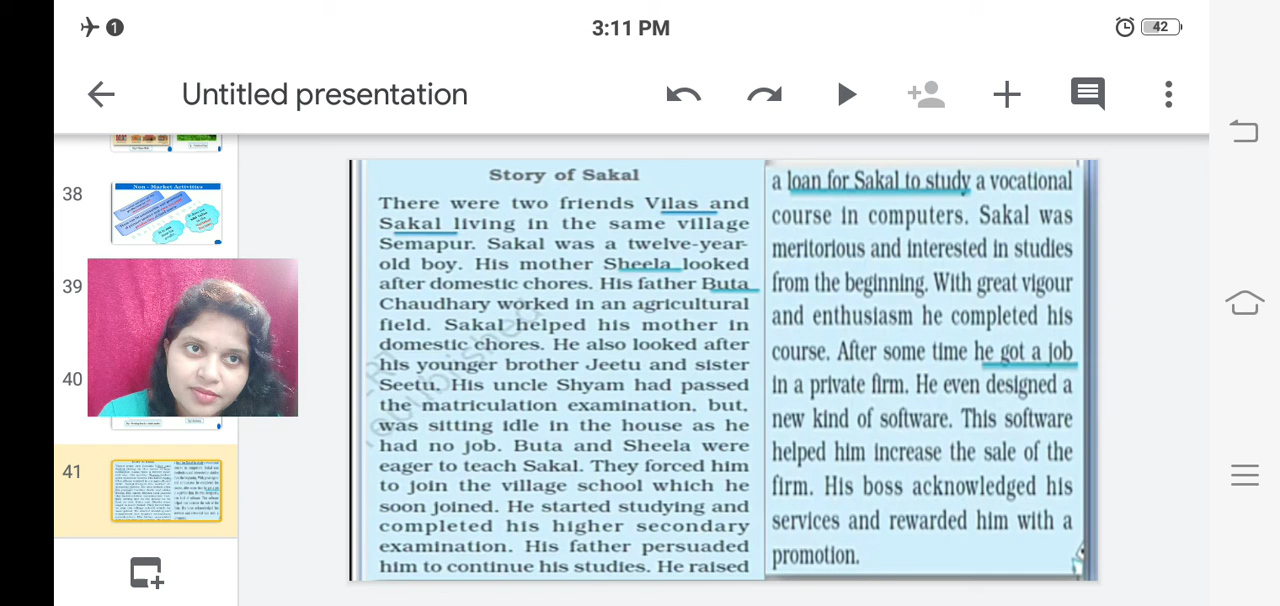 1
3:11 PM
42
Untitled presentation
38
Non - Market Activities
39
40
41
Story of Sakal
There were two friends Vilas and
Sakal living in the same village
Semapur. Sakal was a twelve-year-
old boy. His mother Sheela looked
after domestic chores. His father Buta
Chaudhary worked in an agricultural
field. Sakal helped his mother in
domestic chores. He also looked after
his younger brother Jeetu and sister
Seetu. His uncle Shyam had passed
the matriculation examination, but,
was sitting idle in the house as he
had no job. Buta and Sheela were
eager to teach Sakal. They forced him
to join the village school which he
soon joined. He started studying and
completed his higher secondary
examination. His father persuaded
him to continue his studies. He raised
a loan for Sakal to study a vocational
course in computers. Sakal was
meritorious and interested in studies
from the beginning. With great vigour
and enthusiasm he completed his
course. After some time he got a job
in a private firm. He even designed a
new kind of software. This software
helped him increase the sale of the
firm. His boss acknowledged his
services and rewarded him with a
promotion.